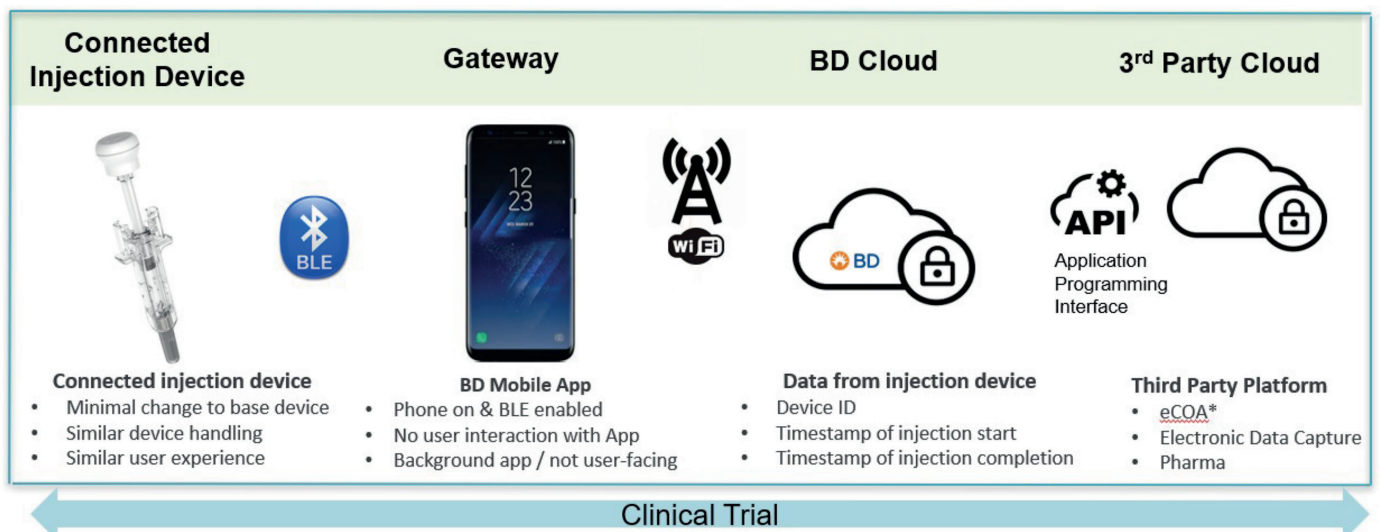 Connected
Injection Device
Gateway
BD Cloud
3rd Party Cloud
BLE
12
23
Wi Fi
BD
API
Application
Programming
Interface
Connected injection device
• Minimal change to base device
• Similar device handling
• Similar user experience
BD Mobile App
• Phone on & BLE enabled
• No user interaction with App
• Background app / not user-facing
Data from injection device
• Device ID
• Timestamp of injection start
• Timestamp of injection completion
Third Party Platform
• eCOA*
• Electronic Data Capture
• Pharma
Clinical Trial